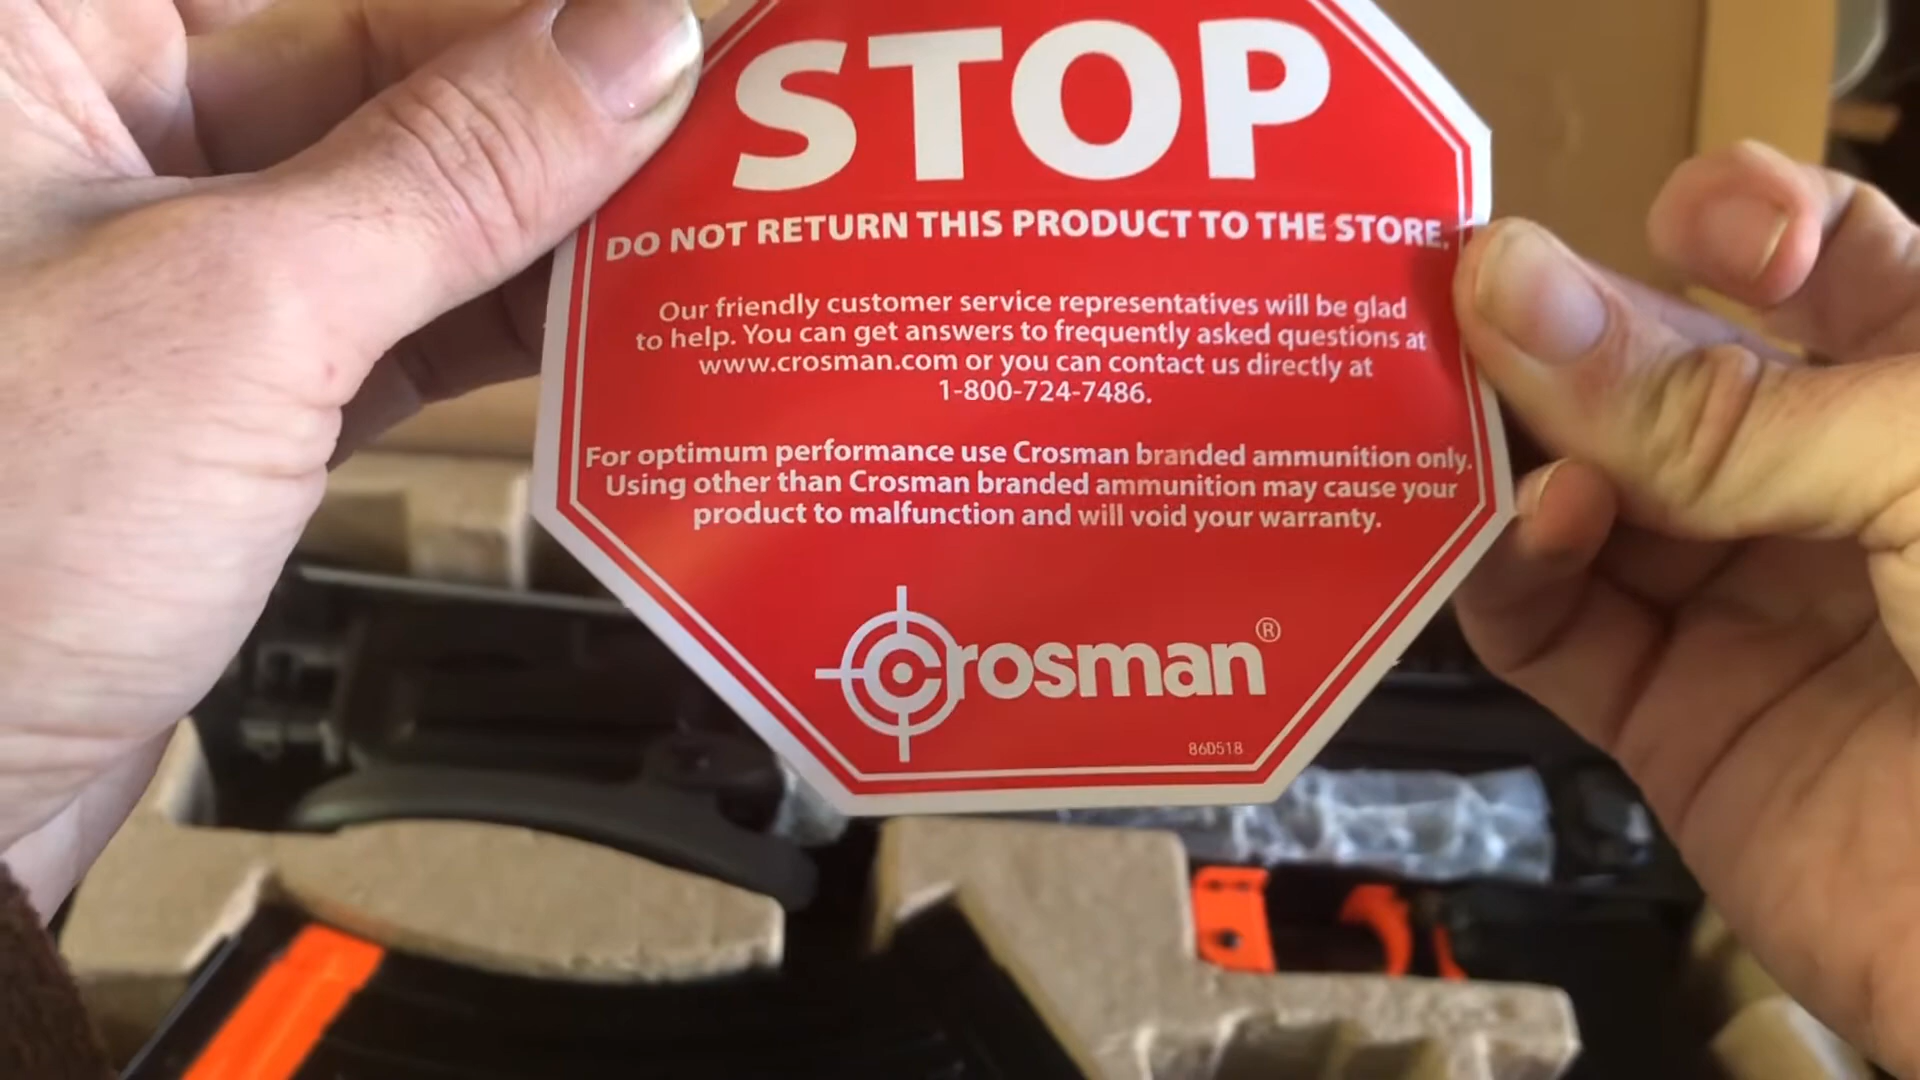 STOP
DO NOT RETURN THIS PRODUCT TO THE STORE.
Our friendly customer service representatives will be glad
to help. You can get answers to frequently asked questions at
www.crosman.com or you can contact us directly at
1-800-724-7486.
For optimum performance use Crosman branded ammunition only.
Using other than Crosman branded ammunition may cause your
product to malfunction and will void your warranty.
Crosman®
860518